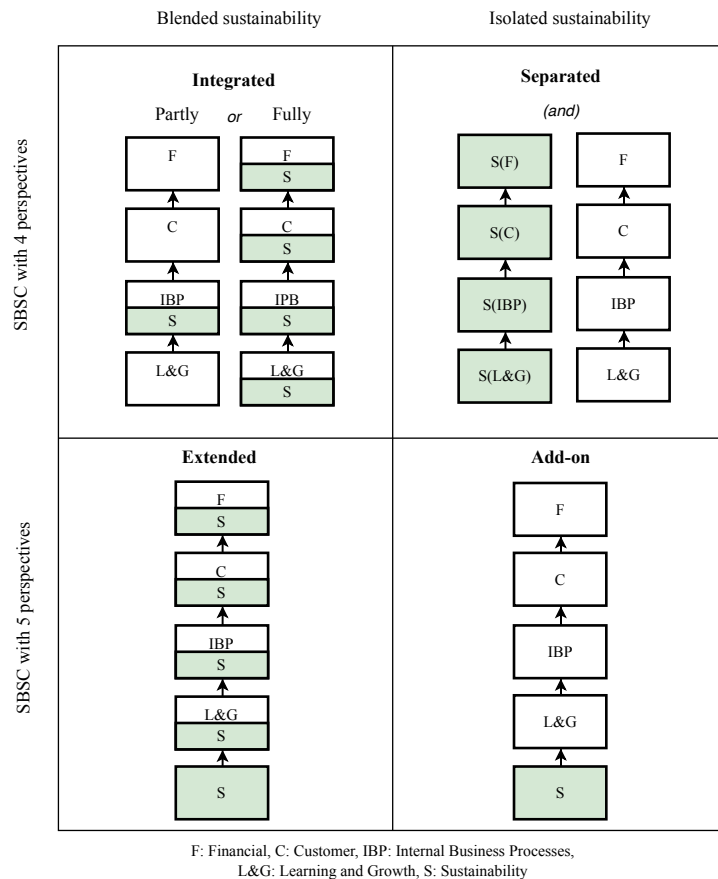 Blended sustainability
Isolated sustainability
SBSC with 4 perspectives
Integrated
Partly or Fully
F
C
IBP
S
L&G
F
S
C
S
IPB
S
L&G
S
Separated
(and)
S(F)
S(C)
S(IBP)
S(L&G)
F
C
IBP
L&G
SBSC with 5 perspectives
Extended
F
S
C
S
IBP
S
L&G
S
S
Add-on
F
C
IBP
L&G
S
F: Financial, C: Customer, IBP: Internal Business Processes,
L&G: Learning and Growth, S: Sustainability